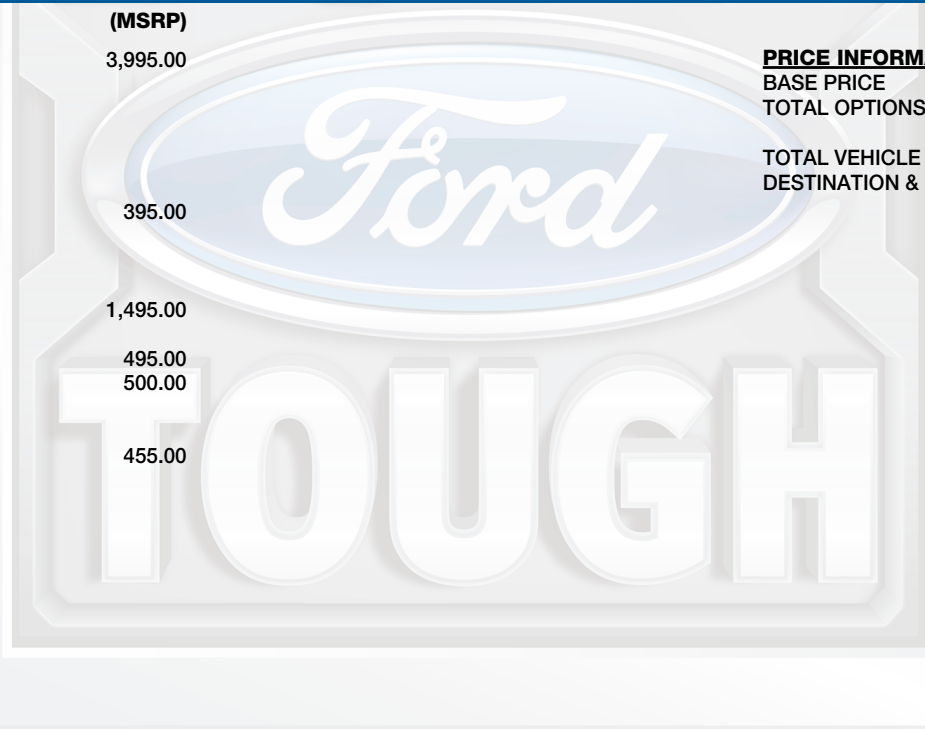 (MSRP)
3,995.00
395.00
1,495.00
495.00
500.00
455.00
PRICE INFORM
BASE PRICE
TOTAL OPTIONS
TOTAL VEHICLE
DESTINATION &
Ford
TOUGH